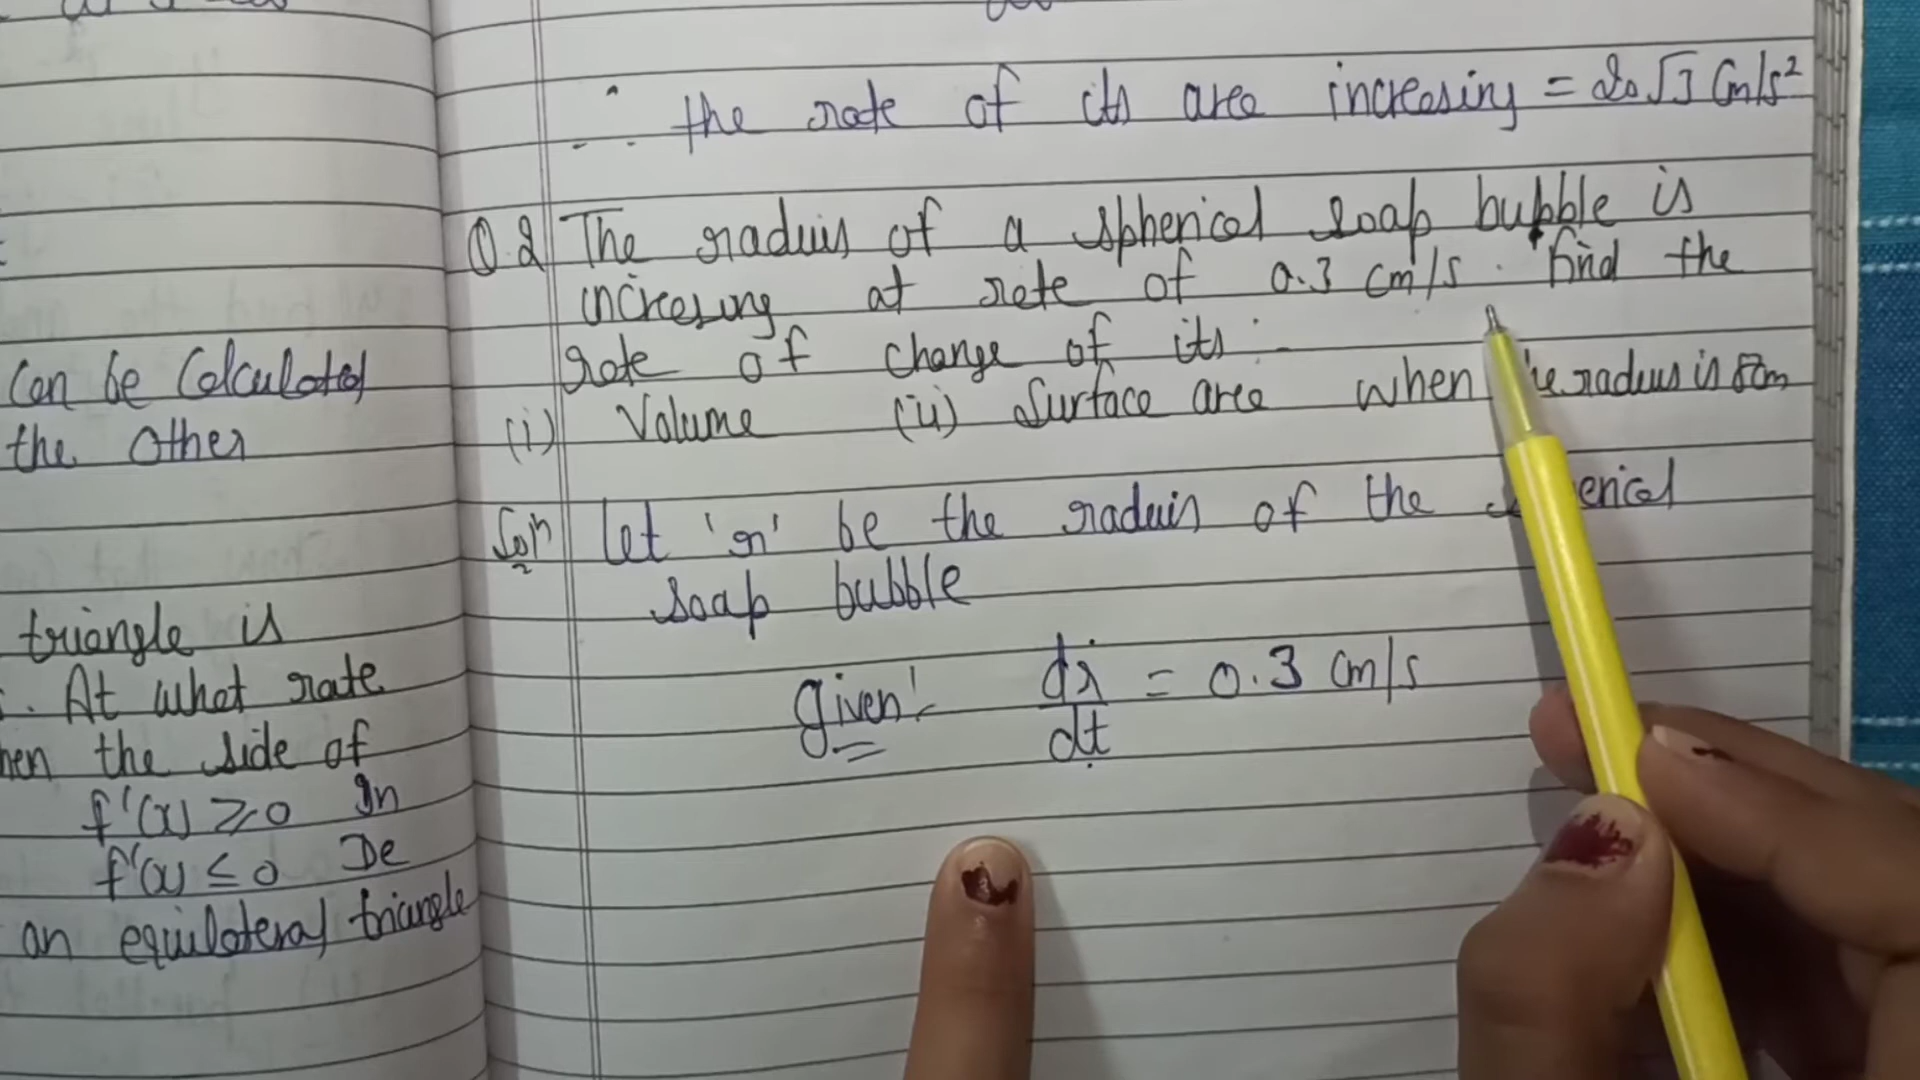 Can be Calculated
the Other
triangle is
. At what rate
hen the side of
f'(x) ≥ 0 In
f'(x) ≤ 0 De
an equilateral triangle
∴ the rate of its area incresing = 20√3 cm/s²
Q.2 The radius of a spherical soap bubble is
incresing at rate of 0.3 cm/s. find the
rate of change of its :-
(i) Volume (ii) Surface area when the radius is 8cm
Solⁿ let 'r' be the radius of the spherical
soap bubble
given:- dr/dt = 0.3 cm/s